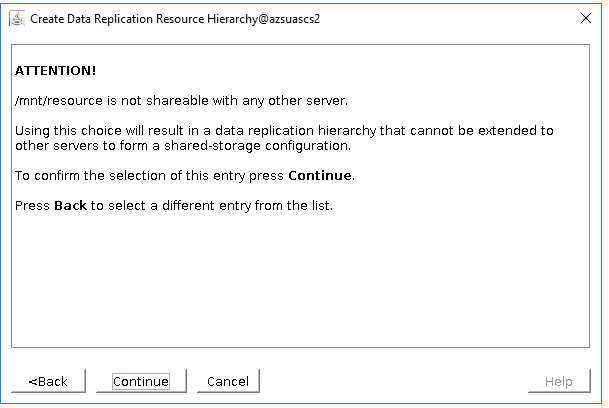 Create Data Replication Resource Hierarchy@azsuascs2
ATTENTION!
/mnt/resource is not shareable with any other server.
Using this choice will result in a data replication hierarchy that cannot be extended to
other servers to form a shared-storage configuration.
To confirm the selection of this entry press Continue.
Press Back to select a different entry from the list.
<Back Continue Cancel Help